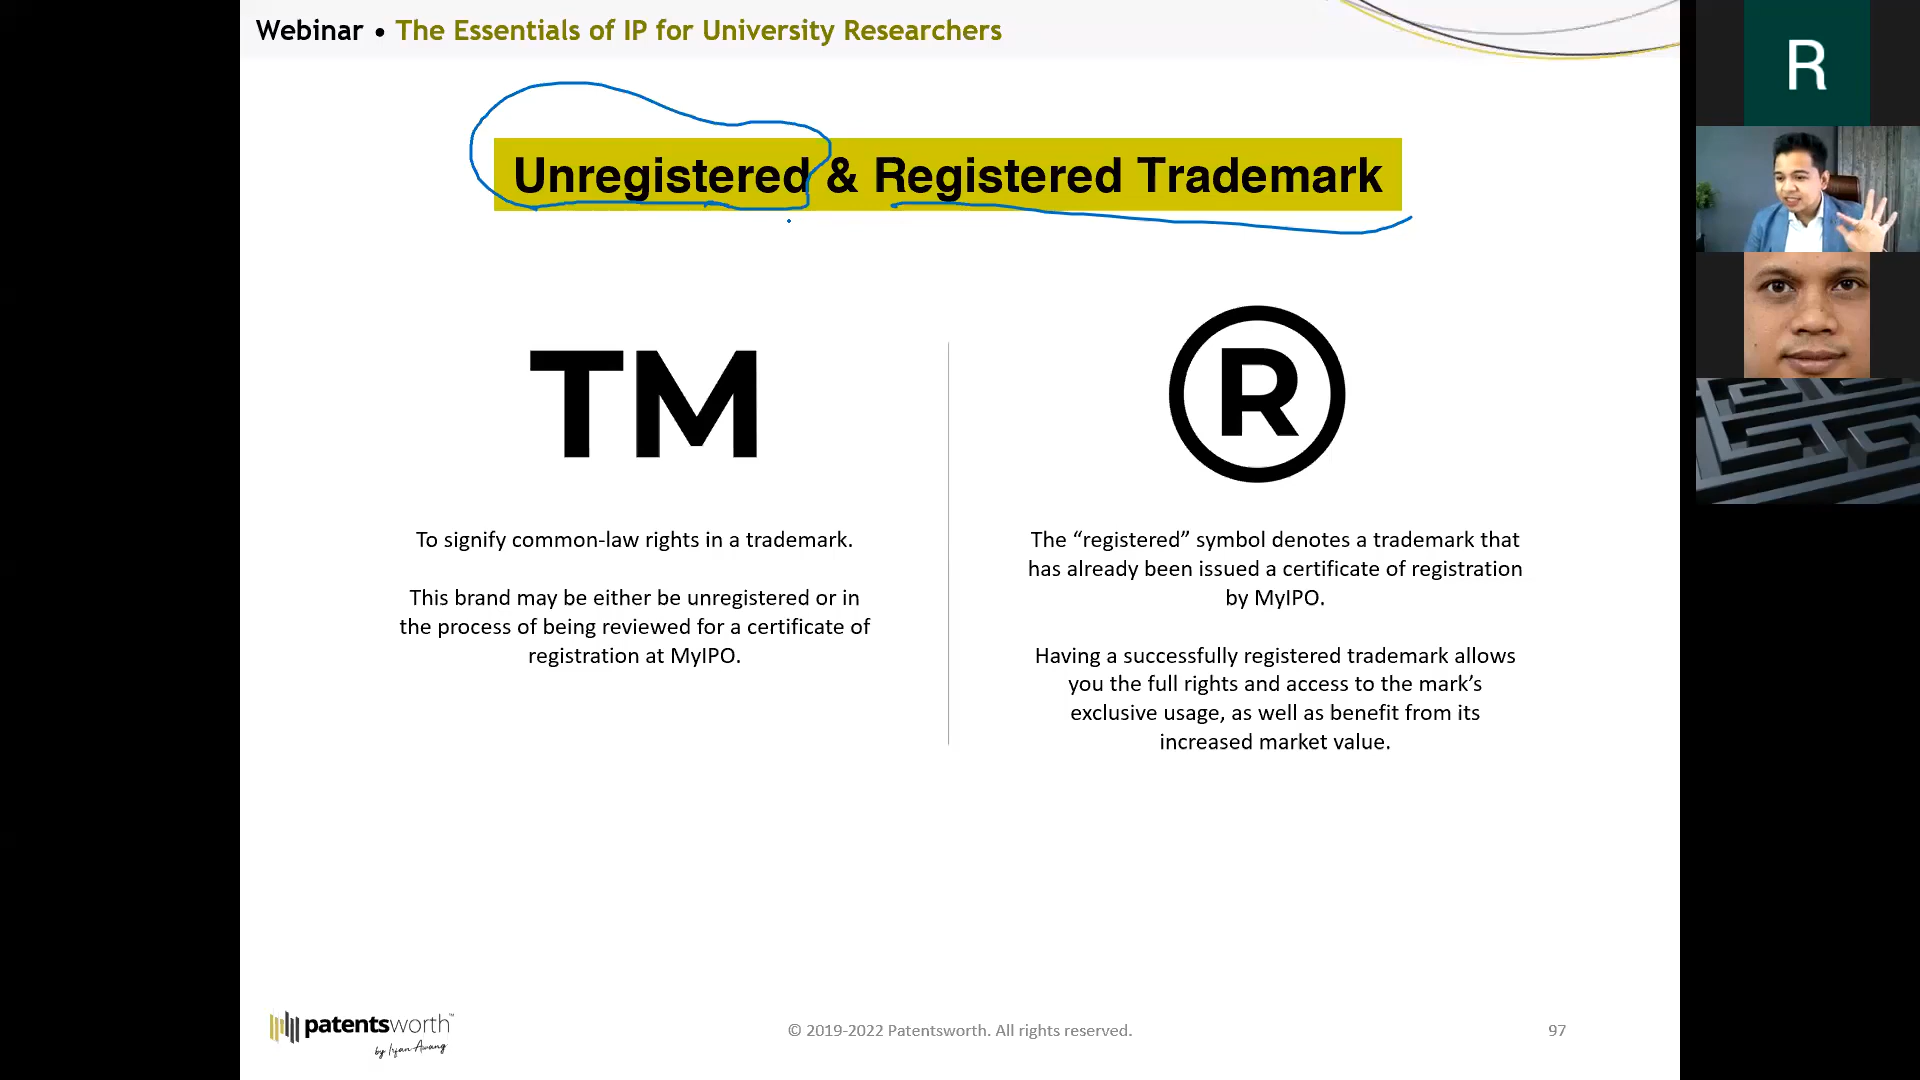 Webinar • The Essentials of IP for University Researchers
R
Unregistered & Registered Trademark
TM
®
To signify common-law rights in a trademark.
This brand may be either be unregistered or in
the process of being reviewed for a certificate of
registration at MyIPO.
The “registered” symbol denotes a trademark that
has already been issued a certificate of registration
by MyIPO.
Having a successfully registered trademark allows
you the full rights and access to the mark’s
exclusive usage, as well as benefit from its
increased market value.
patentsworth™
by Irfan Awang
© 2019-2022 Patentsworth. All rights reserved.
97